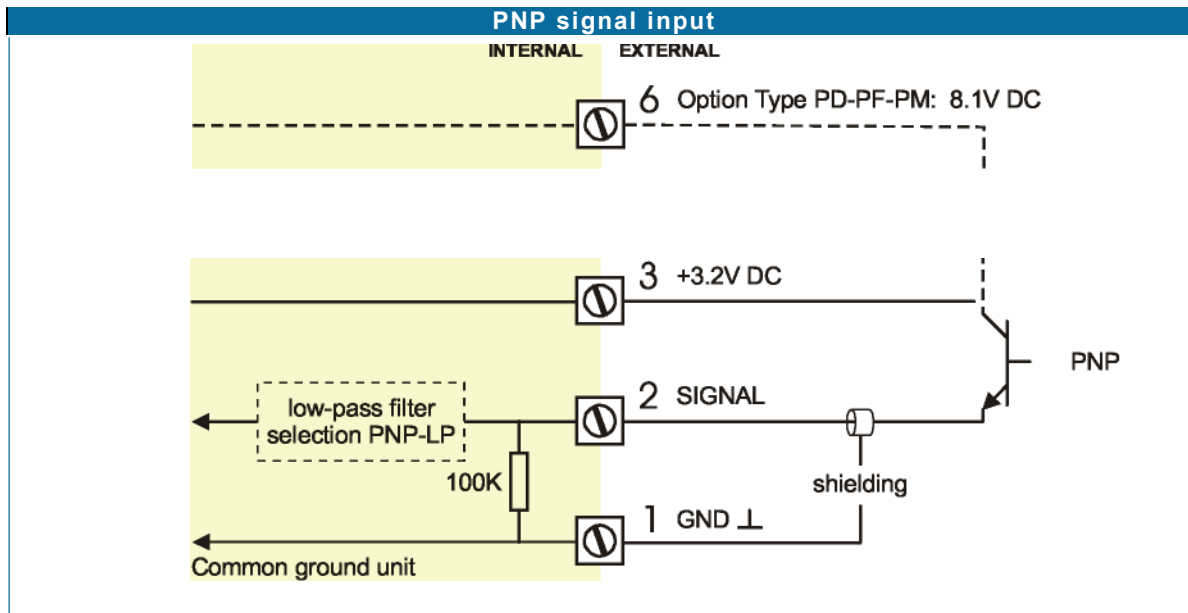 PNP signal input
INTERNAL EXTERNAL
6 Option Type PD-PF-PM: 8.1V DC
3 +3.2V DC
PNP
2 SIGNAL
low-pass filter
selection PNP-LP
100K
shielding
1 GND ⊥
Common ground unit